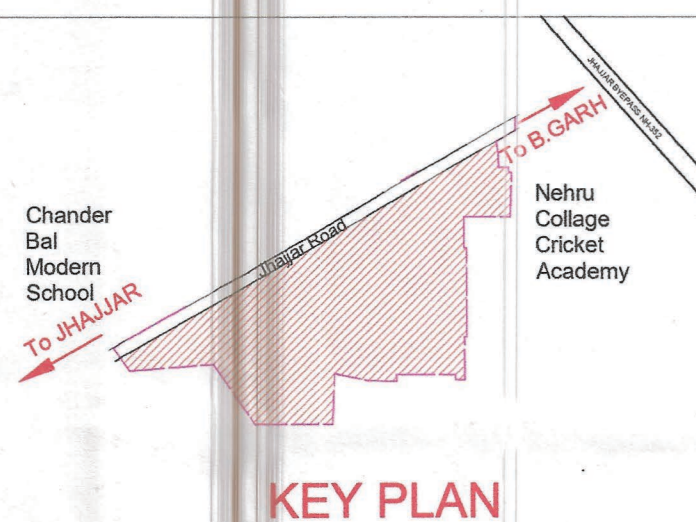 JHAJJAR BYEPASS NH-352
To B.GARH
Nehru
Collage
Cricket
Academy
Chander
Bal
Modern
School
Jhajjar Road
To JHAJJAR
KEY PLAN